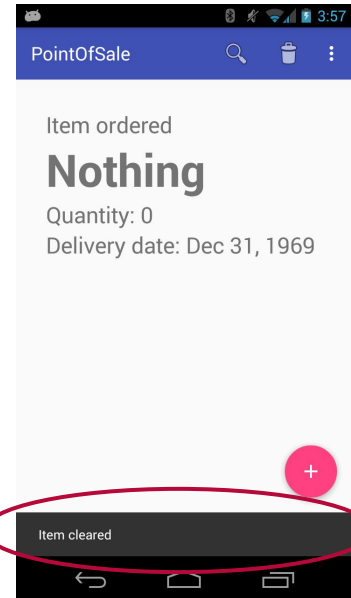 3:57
PointOfSale
Item ordered
Nothing
Quantity: 0
Delivery date: Dec 31, 1969
+
Item cleared